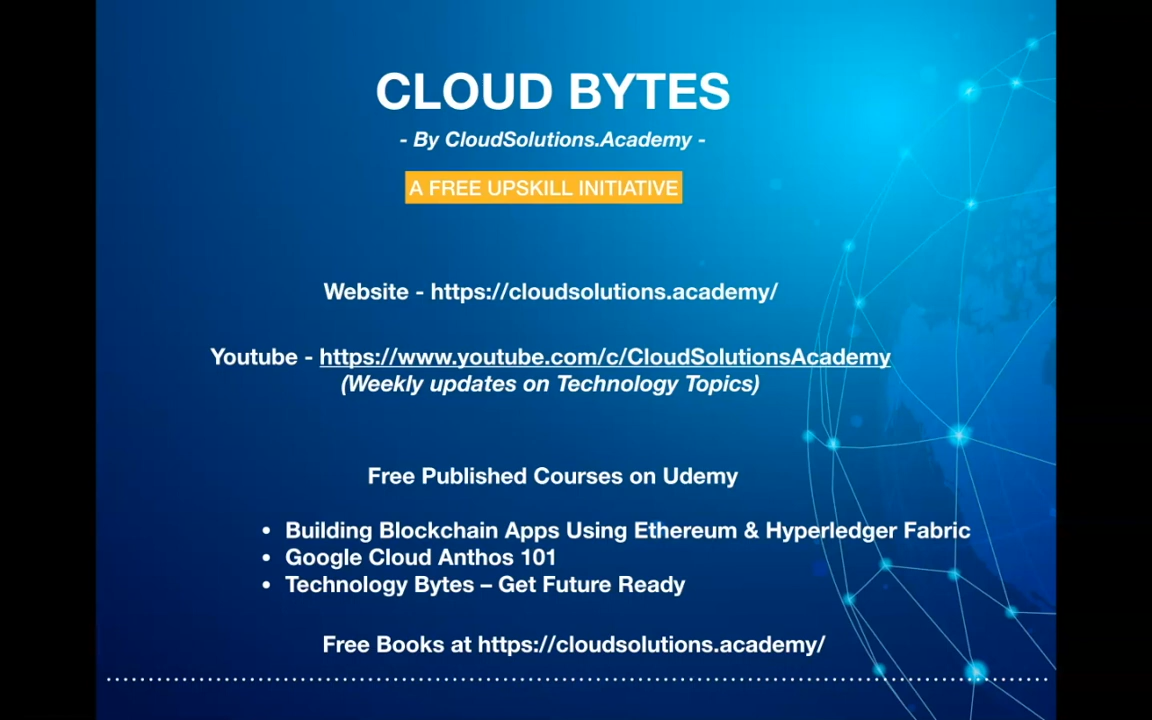 CLOUD BYTES
- By CloudSolutions.Academy -
A FREE UPSKILL INITIATIVE
Website - https://cloudsolutions.academy/
Youtube - https://www.youtube.com/c/CloudSolutionsAcademy
(Weekly updates on Technology Topics)
Free Published Courses on Udemy
• Building Blockchain Apps Using Ethereum & Hyperledger Fabric
• Google Cloud Anthos 101
• Technology Bytes – Get Future Ready
Free Books at https://cloudsolutions.academy/